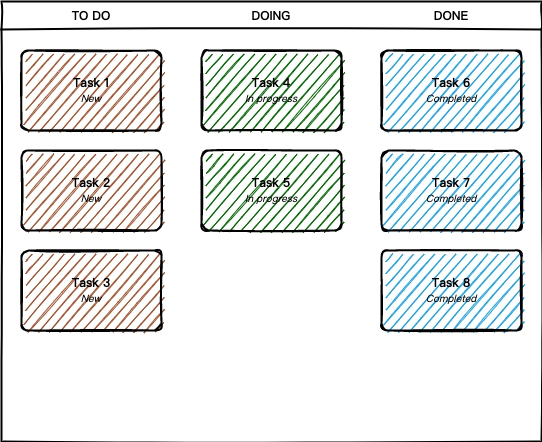 TO DO
DOING
DONE
Task 1
New
Task 4
In progress
Task 6
Completed
Task 2
New
Task 5
In progress
Task 7
Completed
Task 3
New
Task 8
Completed